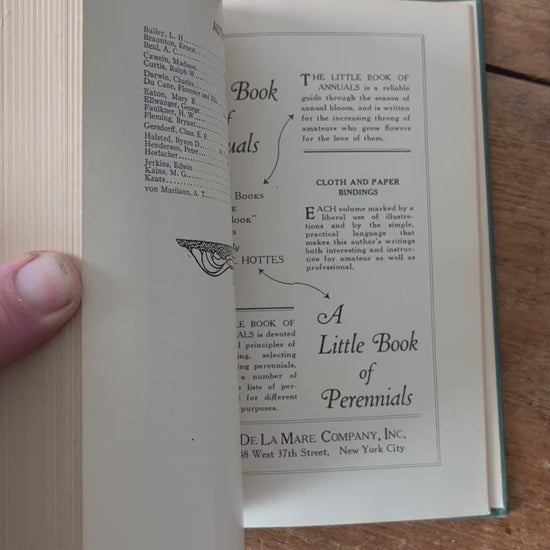 AU
Bailey, L. H.
Braunton, Ernest
Beal, A. C.
Cawein, Madison
Curtis, Ralph W.
Darwin, Charles
Du Cane, Florence and Ella
Eaton, Mary E.
Ellwanger, George
Faulkner, H. W.
Fleming, Bryant
Gersdorff, Chas. E. F.
Halsted, Byron D.
Henderson, Peter
Horlacher
Jerkins, Edwin
Kains, M. G.
Keats
von Marilaun, A. T.
Book
of
uals
THE LITTLE BOOK OF
ANNUALS is a reliable
guide through the season of
annual bloom, and is written
for the increasing throng of
amateurs who grow flowers
for the love of them.
CLOTH AND PAPER
BINDINGS
Books
Book"
HOTTES
EACH volume marked by a
liberal use of illustra-
tions and by the simple,
practical language that
makes this author's writings
both interesting and instruc-
tive for amateur as well as
professional.
LE BOOK OF
ALS is devoted
l principles of
ing, selecting
ing perennials,
a number of
e lists of per-
d for different
purposes.
A
Little Book
of
Perennials
DE LA MARE COMPANY, INC.
8 West 37th Street, New York City